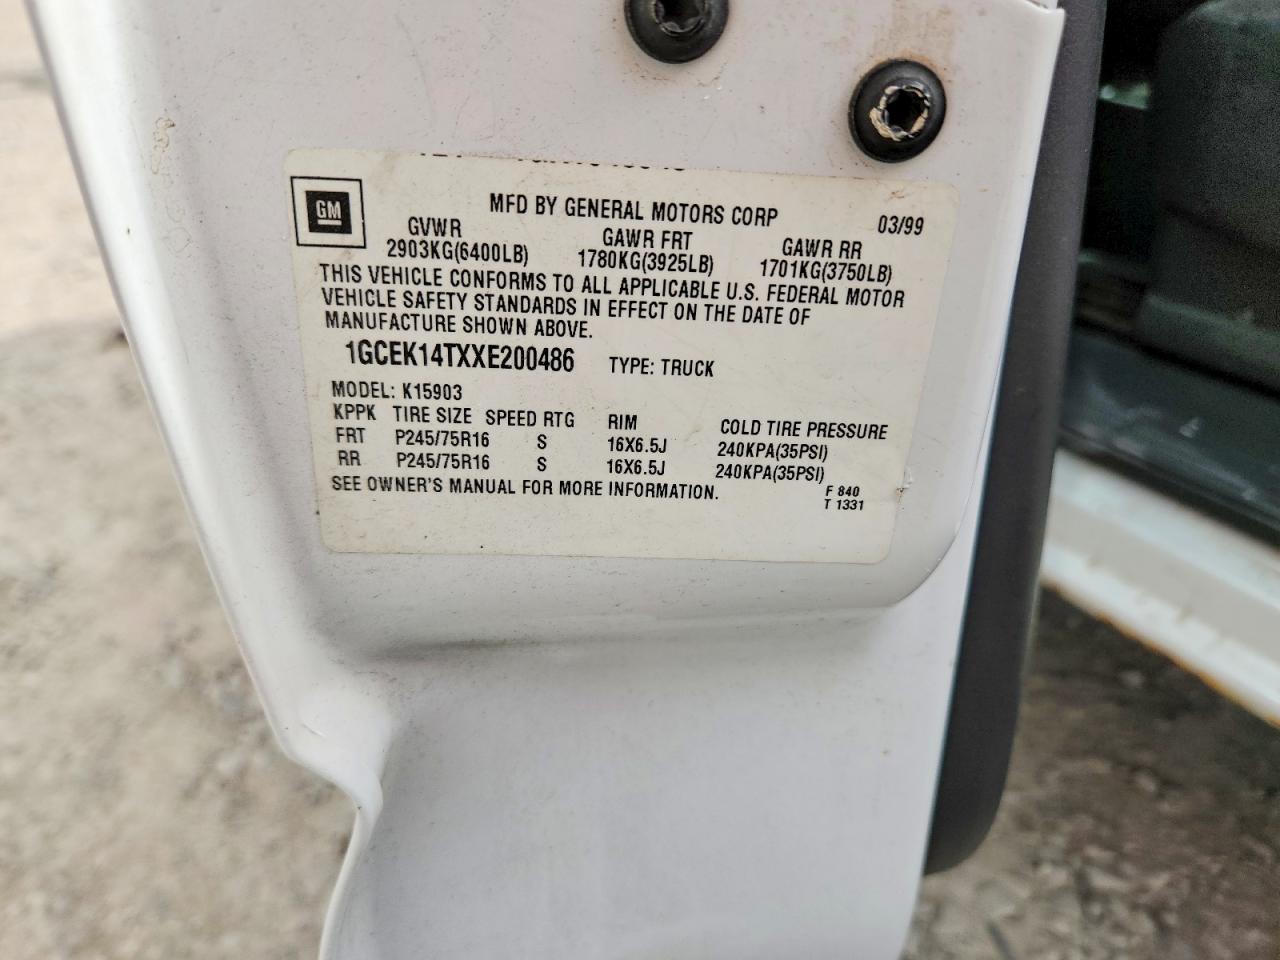 GM
MFD BY GENERAL MOTORS CORP 03/99
GVWR GAWR FRT GAWR RR
2903KG(6400LB) 1780KG(3925LB) 1701KG(3750LB)
THIS VEHICLE CONFORMS TO ALL APPLICABLE U.S. FEDERAL MOTOR
VEHICLE SAFETY STANDARDS IN EFFECT ON THE DATE OF
MANUFACTURE SHOWN ABOVE.
1GCEK14TXXE200486 TYPE: TRUCK
MODEL: K15903
KPPK TIRE SIZE SPEED RTG RIM COLD TIRE PRESSURE
FRT P245/75R16 S 16X6.5J 240KPA(35PSI)
RR P245/75R16 S 16X6.5J 240KPA(35PSI)
SEE OWNER'S MANUAL FOR MORE INFORMATION. F 840
T 1331